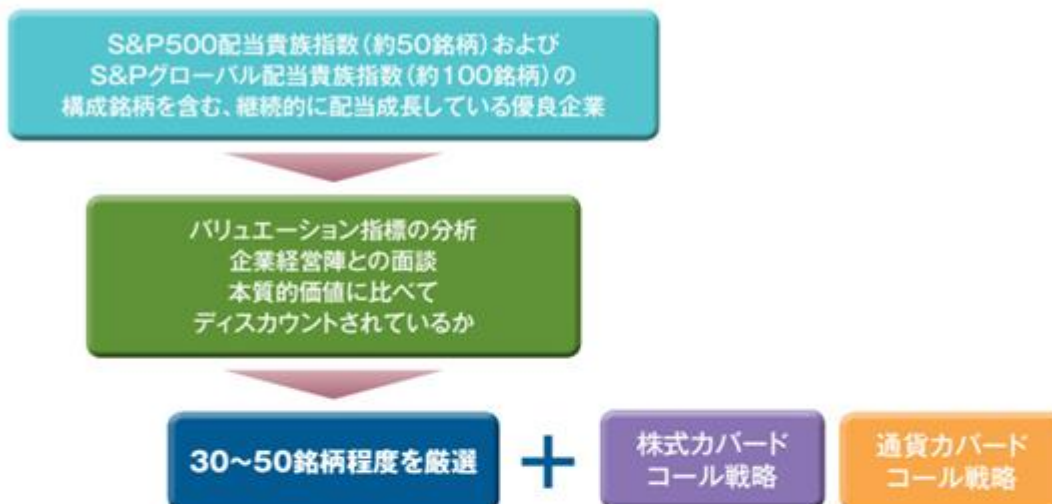 S&P500配当貴族指数（約50銘柄）および
S&Pグローバル配当貴族指数（約100銘柄）の
構成銘柄を含む、継続的に配当成長している優良企業
バリュエーション指標の分析
企業経営陣との面談
本質的価値に比べて
ディスカウントされているか
30～50銘柄程度を厳選
+
株式カバード
コール戦略
通貨カバード
コール戦略